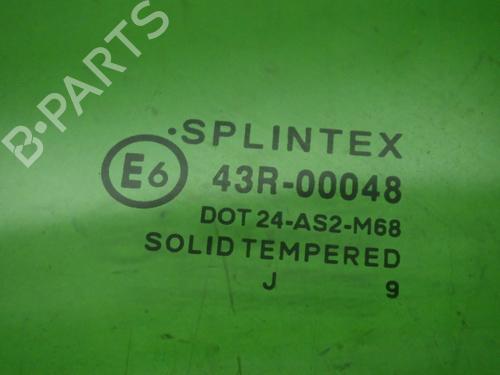 B-PARTS
·SPLINTEX
E6 43R-00048
DOT 24-AS2-M68
SOLID TEMPERED
J 9